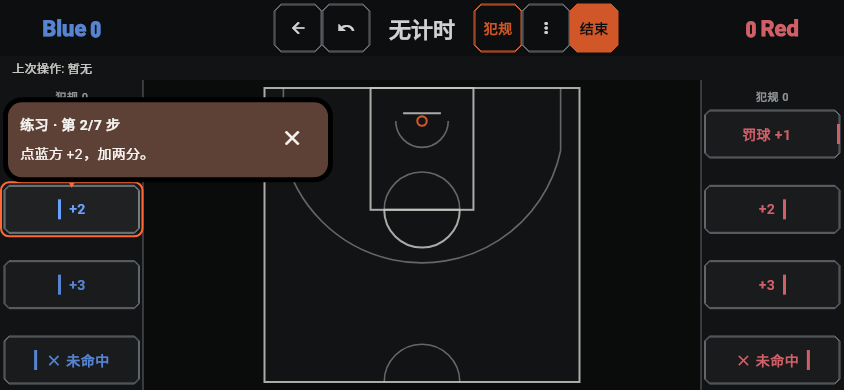 Blue 0
无计时
犯规
结束
0 Red
上次操作: 暂无
犯规 0
犯规 0
练习 · 第 2/7 步
点蓝方 +2，加两分。
罚球 +1
+2
+2
+3
+3
× 未命中
× 未命中